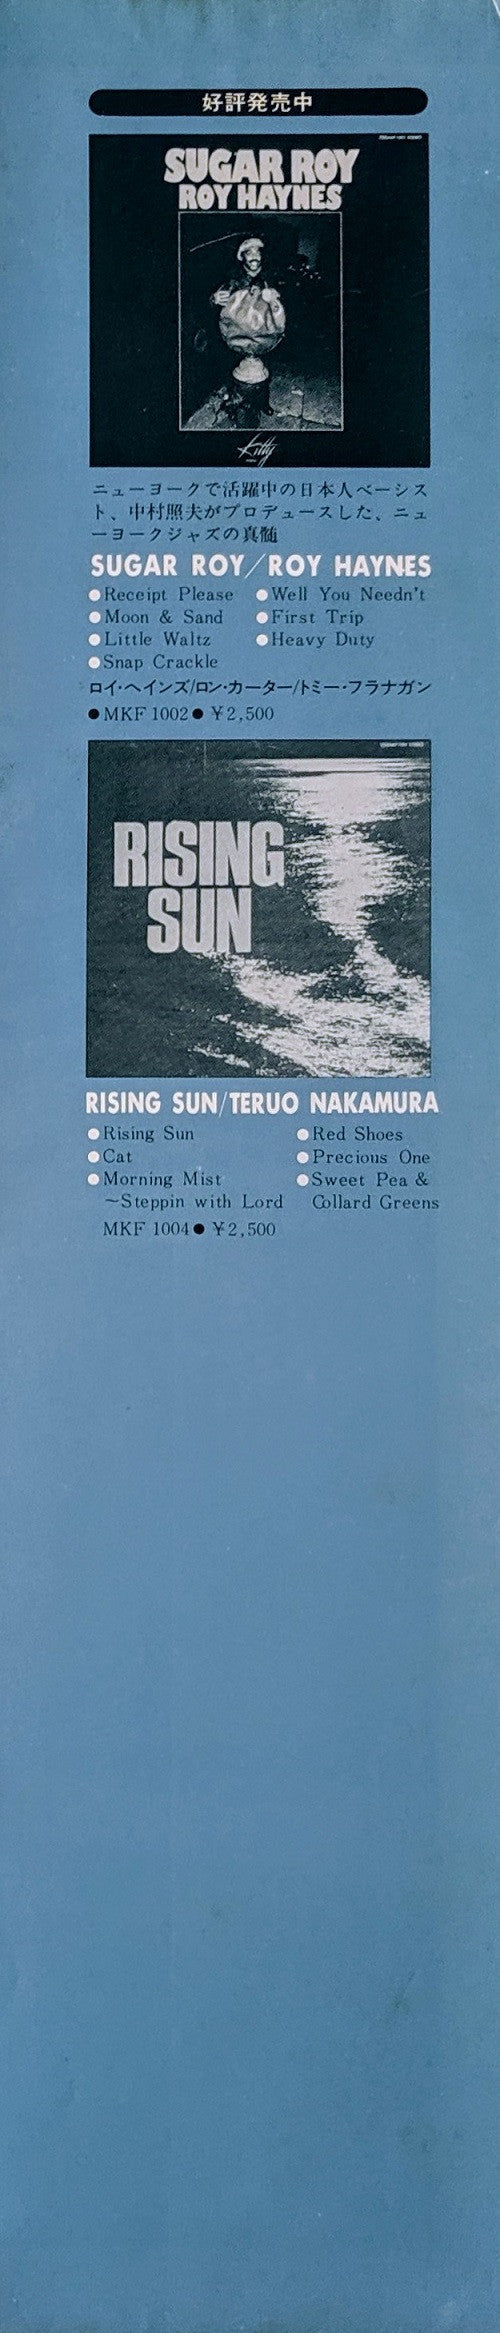 好評発売中
SUGAR ROY
ROY HAYNES
Kitty
ニューヨークで活躍中の日本人ベーシス
ト、中村照夫がプロデュースした、ニュ
ーヨークジャズの真髄
SUGAR ROY/ROY HAYNES
●Receipt Please ●Well You Needn't
●Moon & Sand ●First Trip
●Little Waltz ●Heavy Duty
●Snap Crackle
ロイ・ヘインズ/ロン・カーター/トミー・フラナガン
●MKF 1002●¥2,500
RISING
SUN
RISING SUN/TERUO NAKAMURA
●Rising Sun ●Red Shoes
●Cat ●Precious One
●Morning Mist ●Sweet Pea &
~Steppin with Lord Collard Greens
MKF 1004●¥2,500